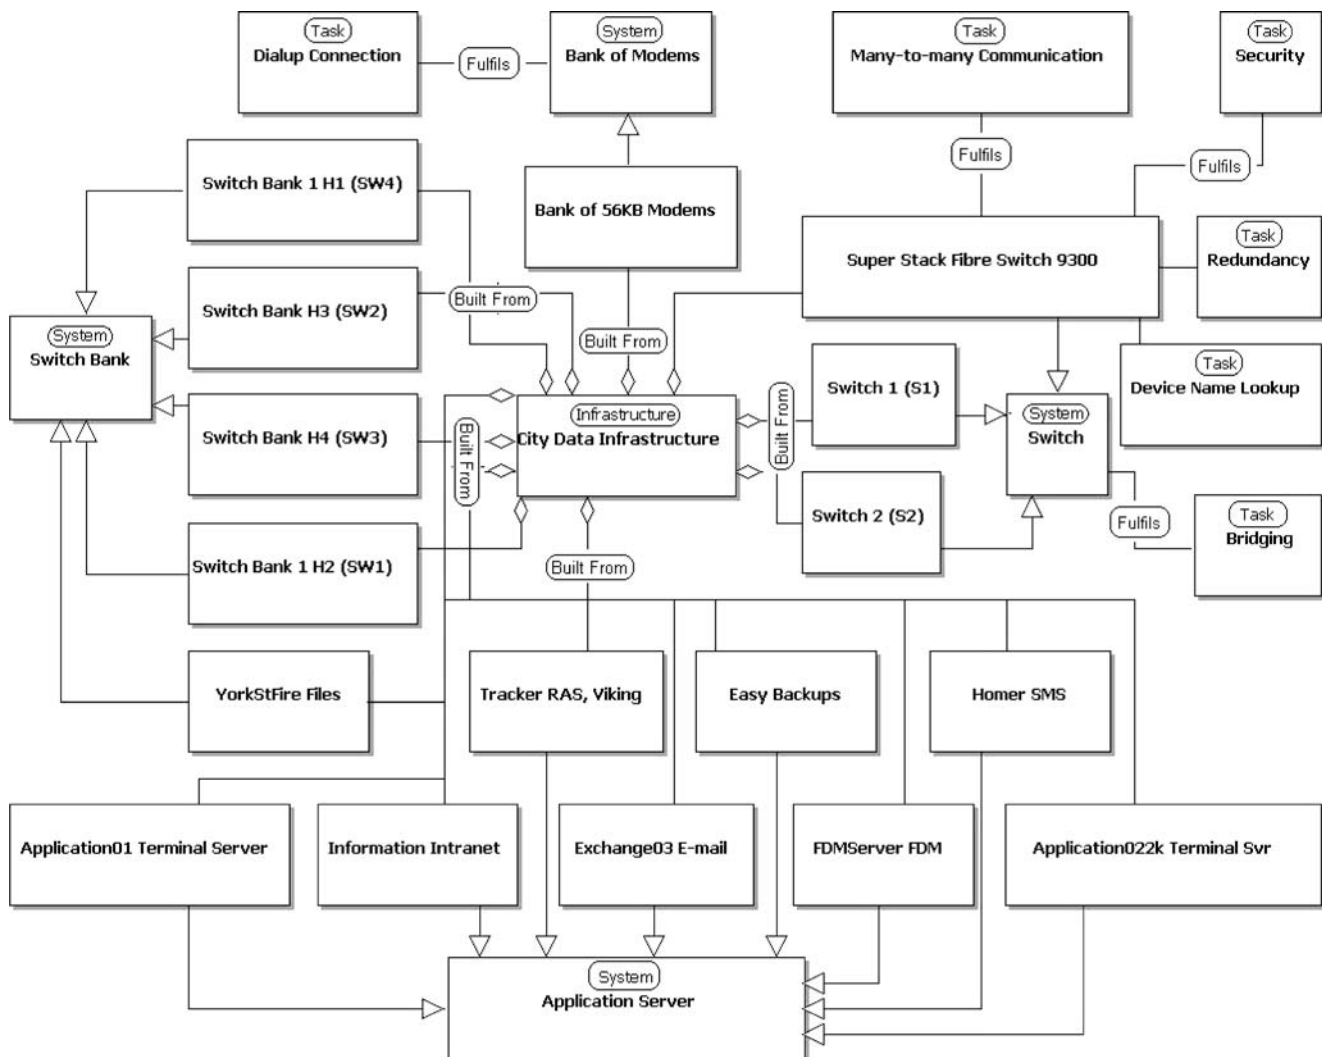 Task
Dialup Connection
Fulfils
System
Bank of Modems
Task
Many-to-many Communication
Task
Security
Fulfils
Fulfils
Switch Bank 1 H1 (SW4)
Bank of 56KB Modems
Super Stack Fibre Switch 9300
Task
Redundancy
Switch Bank H3 (SW2)
Built From
System
Switch Bank
Built From
Switch 1 (S1)
Task
Device Name Lookup
Infrastructure
City Data Infrastructure
Built From
Built From
System
Switch
Switch Bank H4 (SW3)
Switch 2 (S2)
Fulfils
Task
Bridging
Switch Bank 1 H2 (SW1)
Built From
YorkStFire Files
Tracker RAS, Viking
Easy Backups
Homer SMS
Application01 Terminal Server
Information Intranet
Exchange03 E-mail
FDMServer FDM
Application022k Terminal Svr
System
Application Server